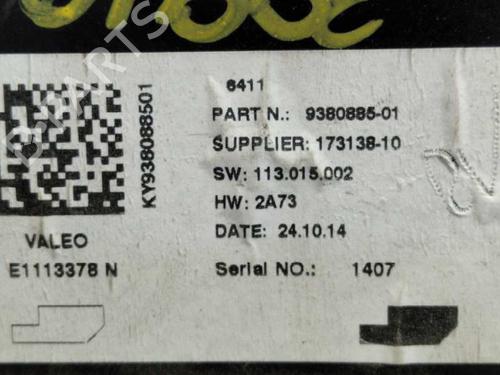 6411
PART N.: 9380885-01
SUPPLIER: 173138-10
SW: 113.015.002
HW: 2A73
DATE: 24.10.14
Serial NO.: 1407
KY938088501
VALEO
E1113378 N
B-PARTS